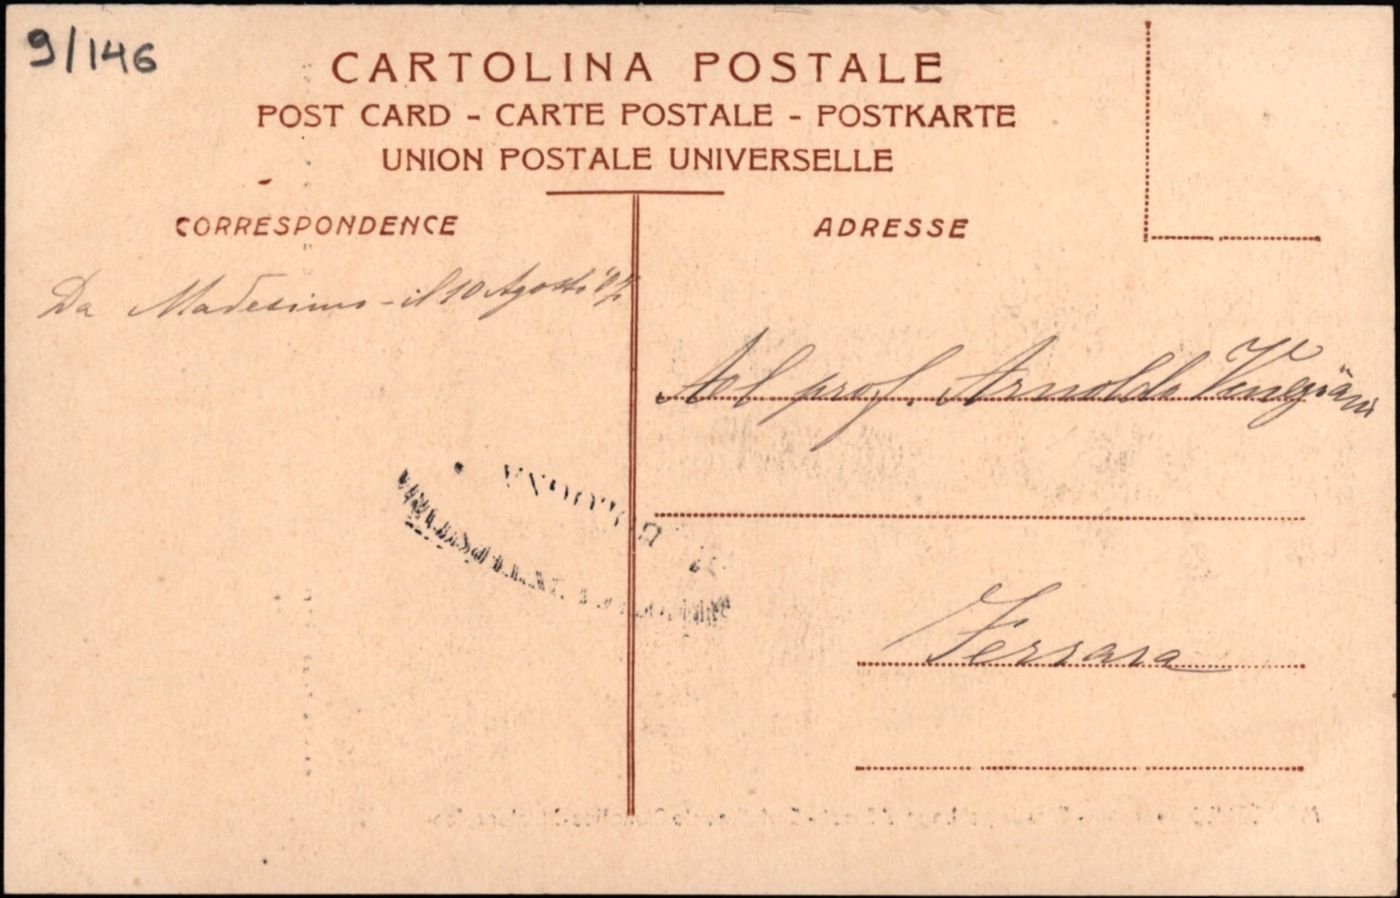 9/146
CARTOLINA POSTALE
POST CARD - CARTE POSTALE - POSTKARTE
UNION POSTALE UNIVERSELLE
CORRESPONDENCE
ADRESSE
Da Madesimo - il 10 Agosto
Al prof. Arnoldo Veneziani
Ferrara